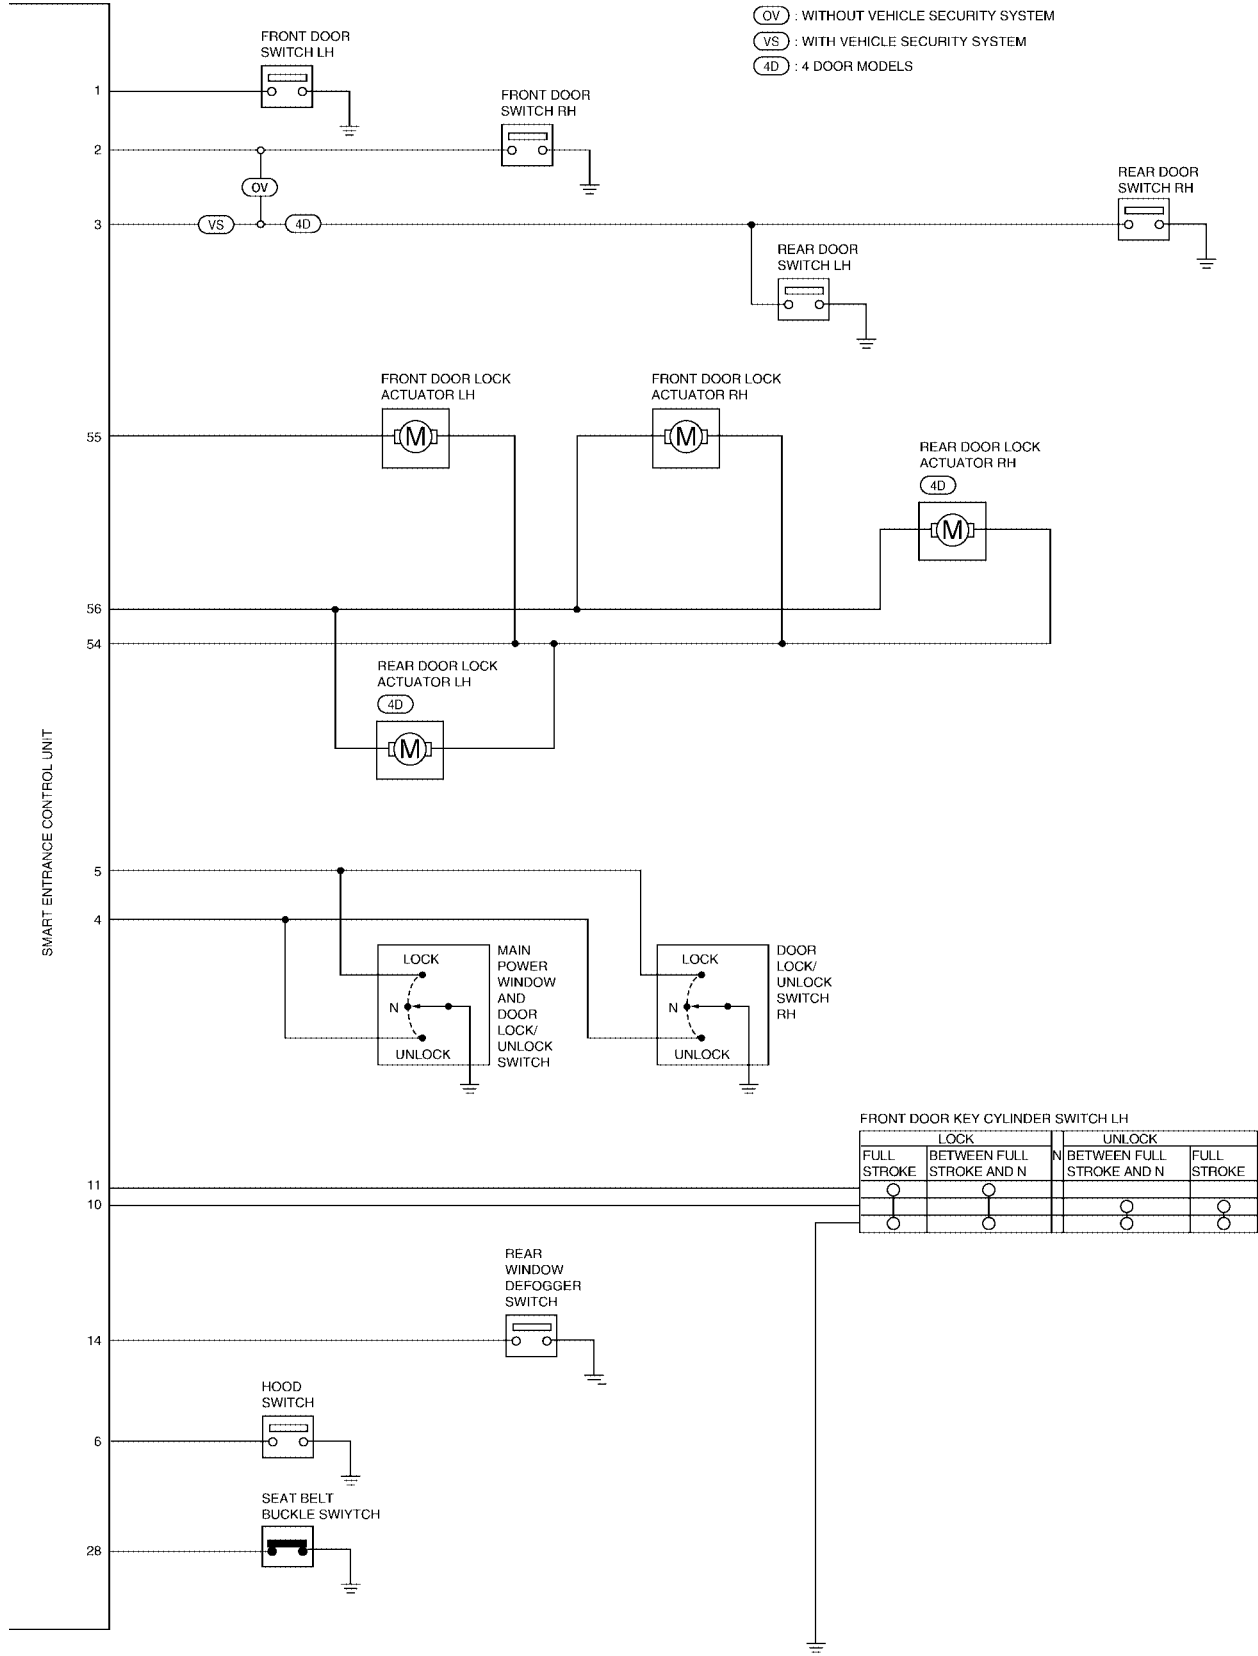 OV : WITHOUT VEHICLE SECURITY SYSTEM
VS : WITH VEHICLE SECURITY SYSTEM
4D : 4 DOOR MODELS
FRONT DOOR
SWITCH LH
1
FRONT DOOR
SWITCH RH
2
OV
REAR DOOR
SWITCH RH
3
VS
4D
REAR DOOR
SWITCH LH
FRONT DOOR LOCK
ACTUATOR LH
M
FRONT DOOR LOCK
ACTUATOR RH
M
55
REAR DOOR LOCK
ACTUATOR RH
4D
M
56
54
REAR DOOR LOCK
ACTUATOR LH
4D
M
SMART ENTRANCE CONTROL UNIT
5
4
LOCK
N
UNLOCK
MAIN
POWER
WINDOW
AND
DOOR
LOCK/
UNLOCK
SWITCH
LOCK
N
UNLOCK
DOOR
LOCK/
UNLOCK
SWITCH
RH
FRONT DOOR KEY CYLINDER SWITCH LH
LOCK
UNLOCK
FULL
STROKE
BETWEEN FULL
STROKE AND N
N
BETWEEN FULL
STROKE AND N
FULL
STROKE
11
10
REAR
WINDOW
DEFOGGER
SWITCH
14
HOOD
SWITCH
6
SEAT BELT
BUCKLE SWIYTCH
28